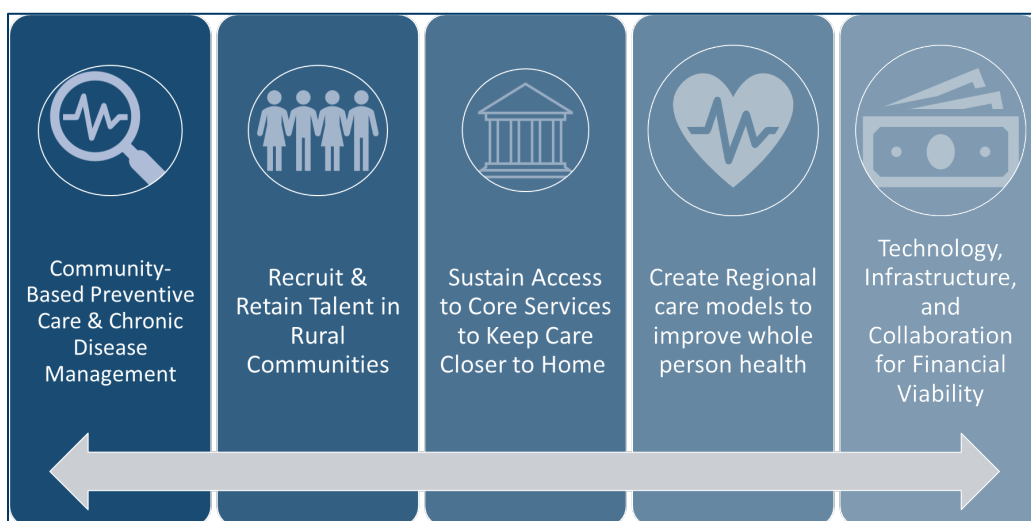 Community-
Based Preventive
Care & Chronic
Disease
Management
Recruit &
Retain Talent in
Rural
Communities
Sustain Access
to Core Services
to Keep Care
Closer to Home
Create Regional
care models to
improve whole
person health
Technology,
Infrastructure,
and
Collaboration
for Financial
Viability